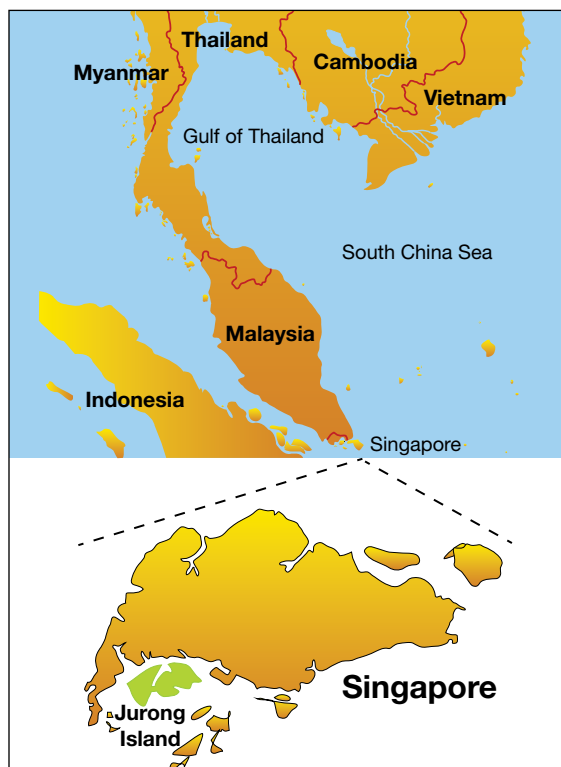 Thailand
Myanmar
Cambodia
Vietnam
Gulf of Thailand
South China Sea
Malaysia
Indonesia
Singapore
Singapore
Jurong
Island